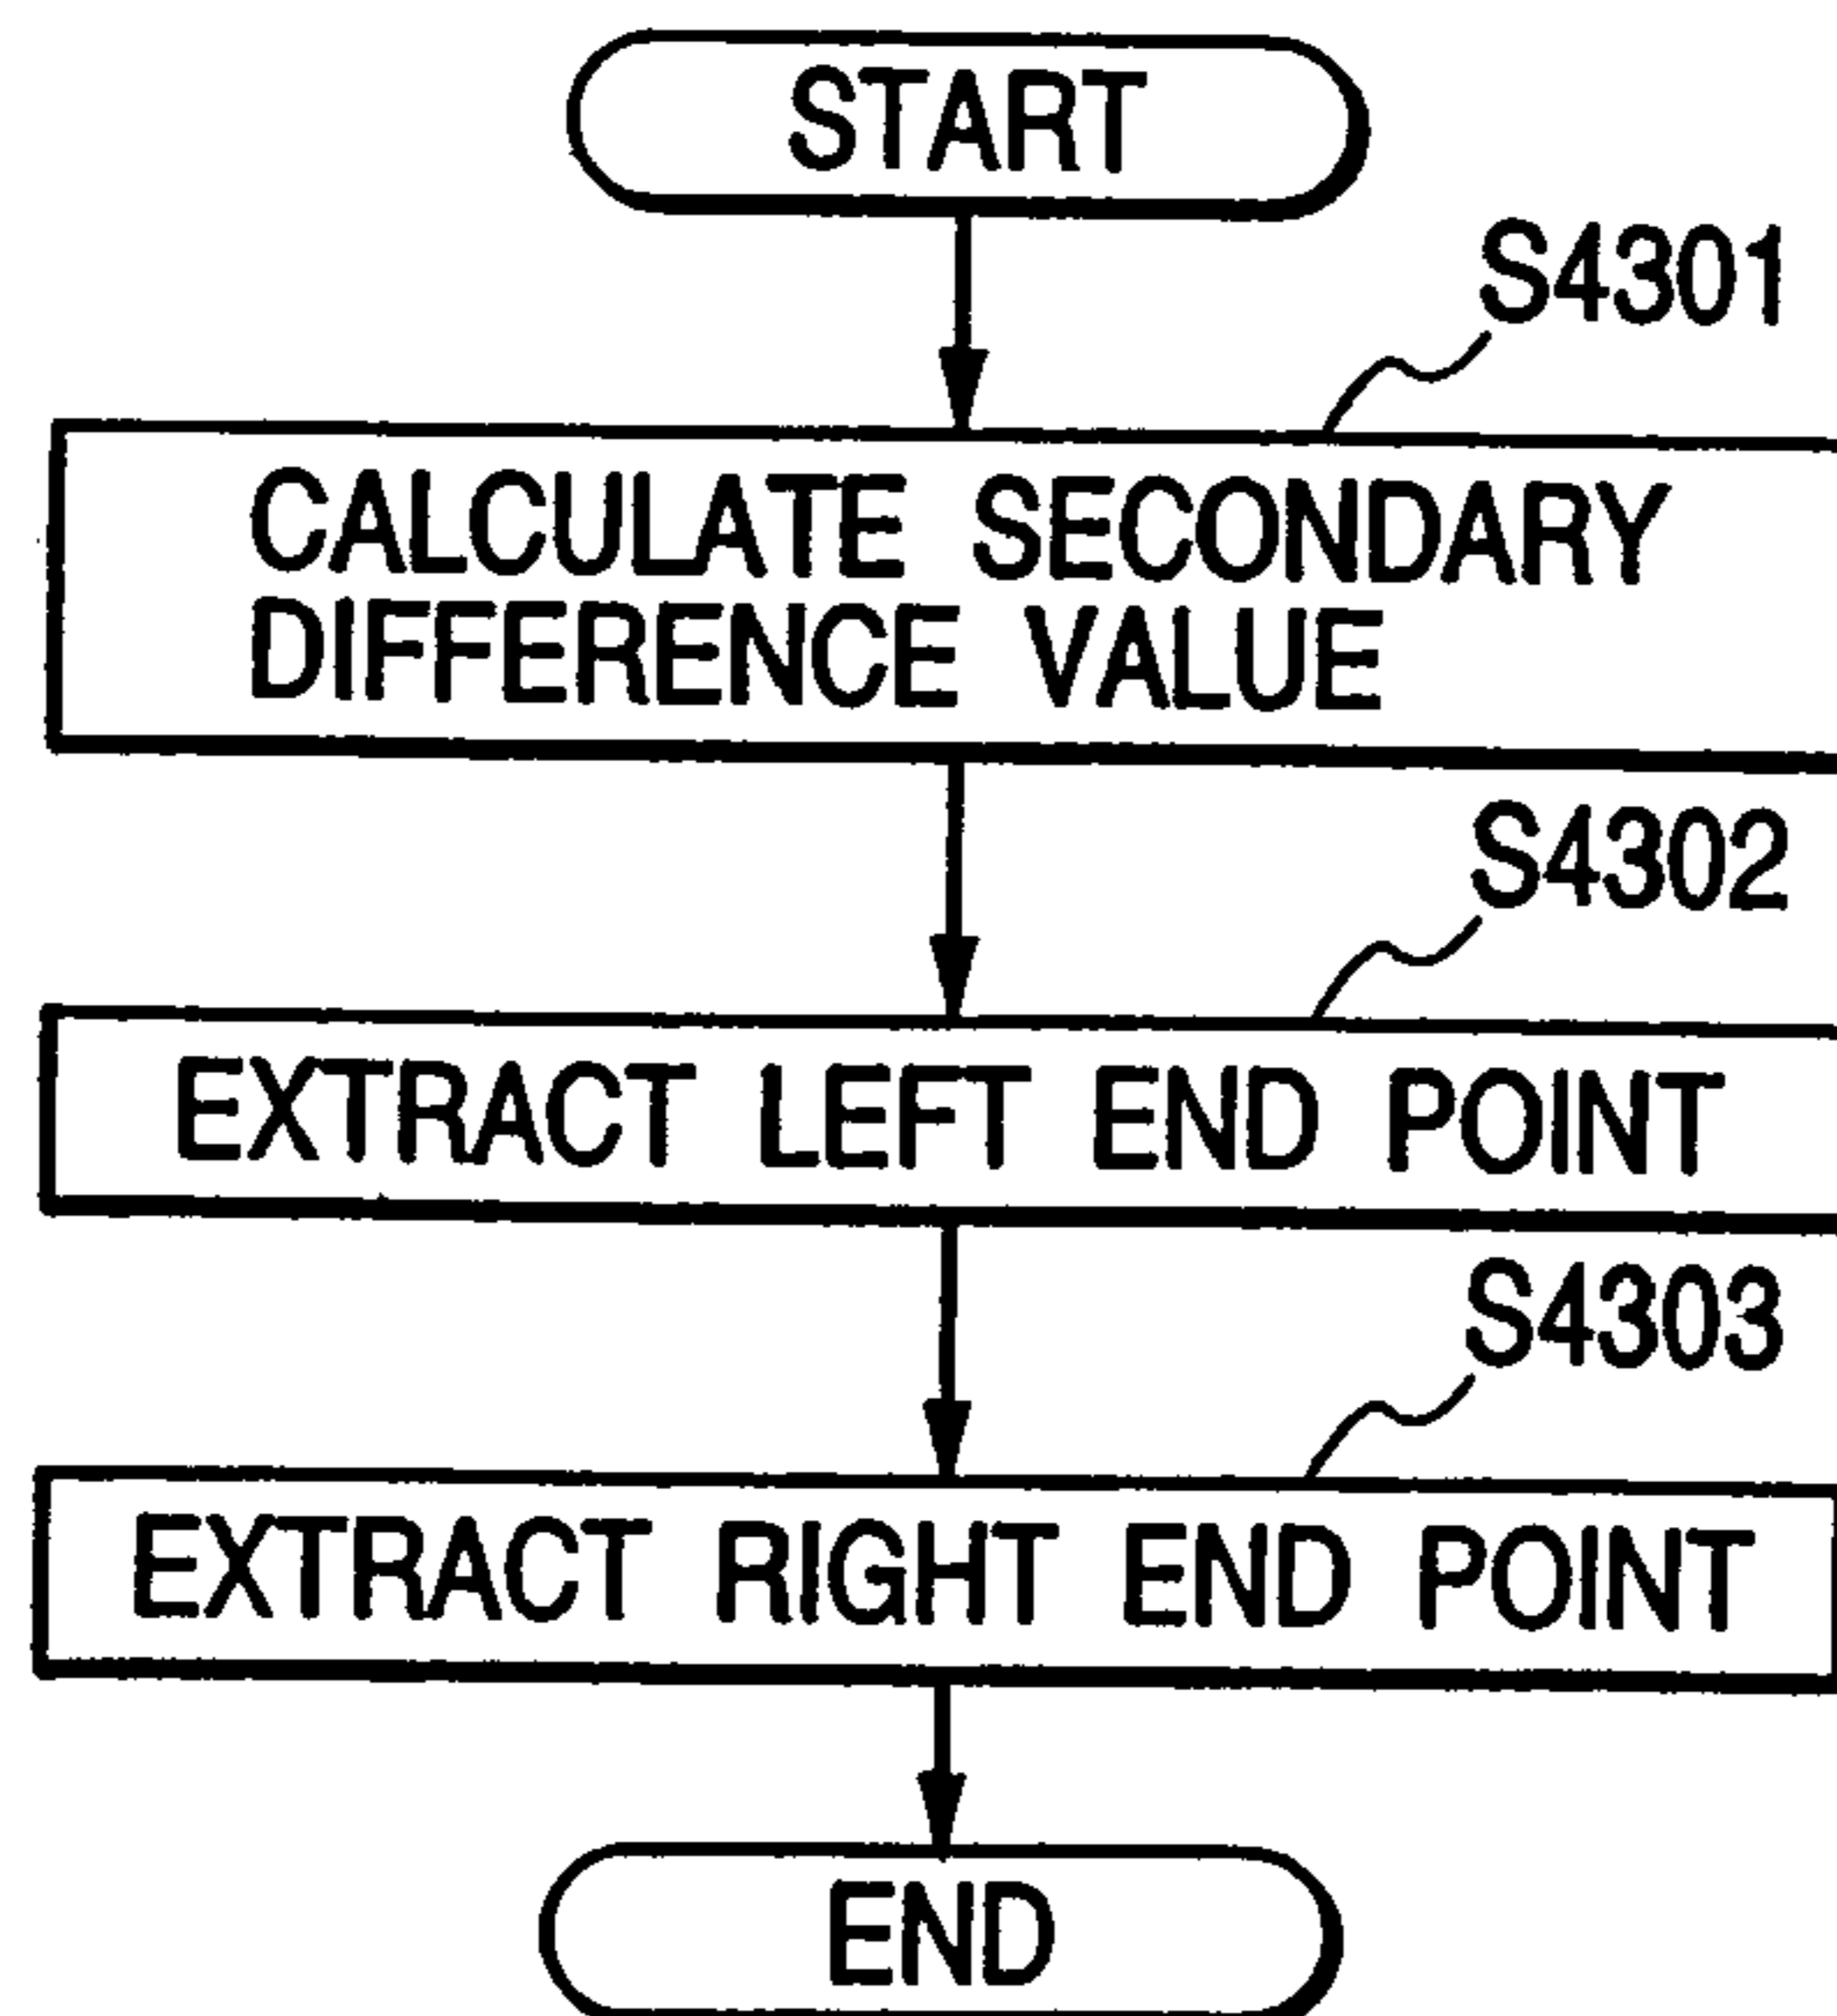 START
S4301
CALCULATE SECONDARY
DIFFERENCE VALUE
S4302
EXTRACT LEFT END POINT
S4303
EXTRACT RIGHT END POINT
END